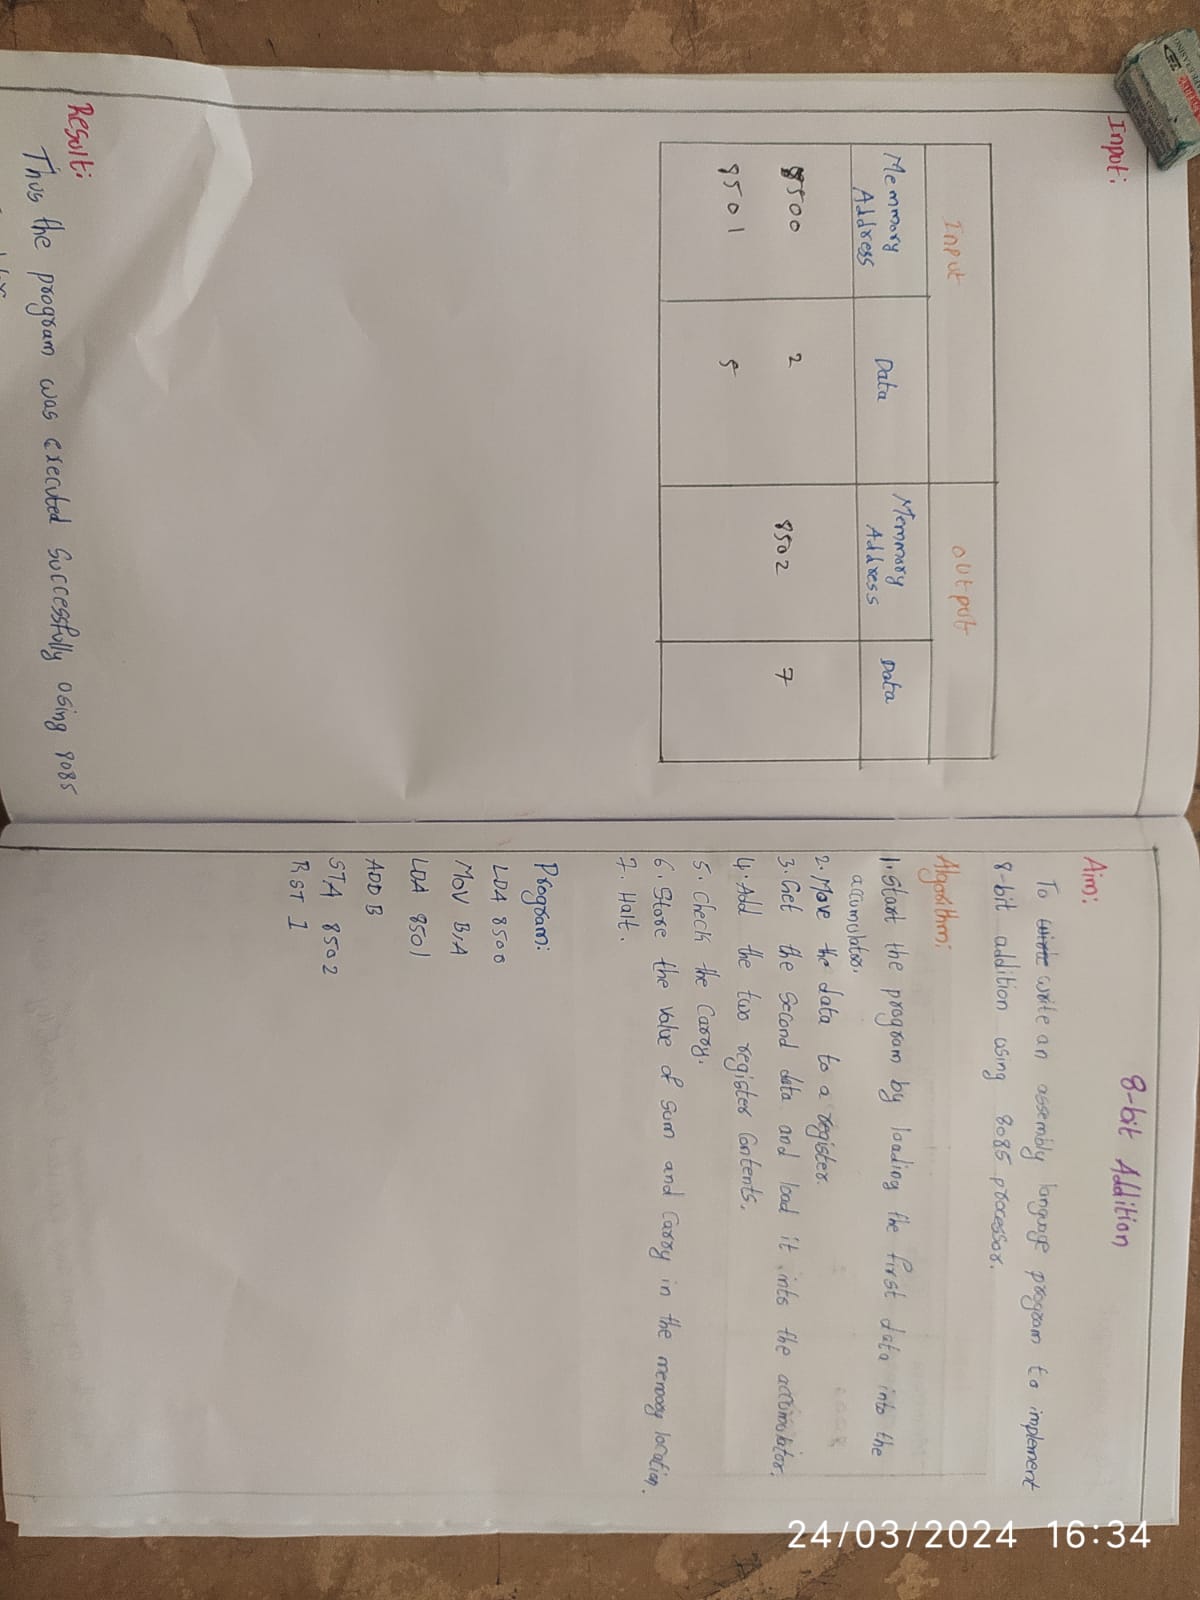 8-bit Addition
Aim:
To write an assembly language program to implement
8-bit addition using 8085 processor.
Algorithm:
1. Start the program by loading the first data into the
accumulator.
2. Move the data to a register.
3. Get the second data and load it into the accumulator.
4. Add the two register contents.
5. Check the carry.
6. Store the value of sum and carry in the memory location.
7. Halt.
Program:
LDA 8500
MOV B,A
LDA 8501
ADD B
STA 8502
RST 1
Input:
Input output
Memmory Address Data Memmory Address Data
8500 2 8502 7
8501 5
Result:
Thus the program was executed successfully using 8085
24/03/2024 16:34